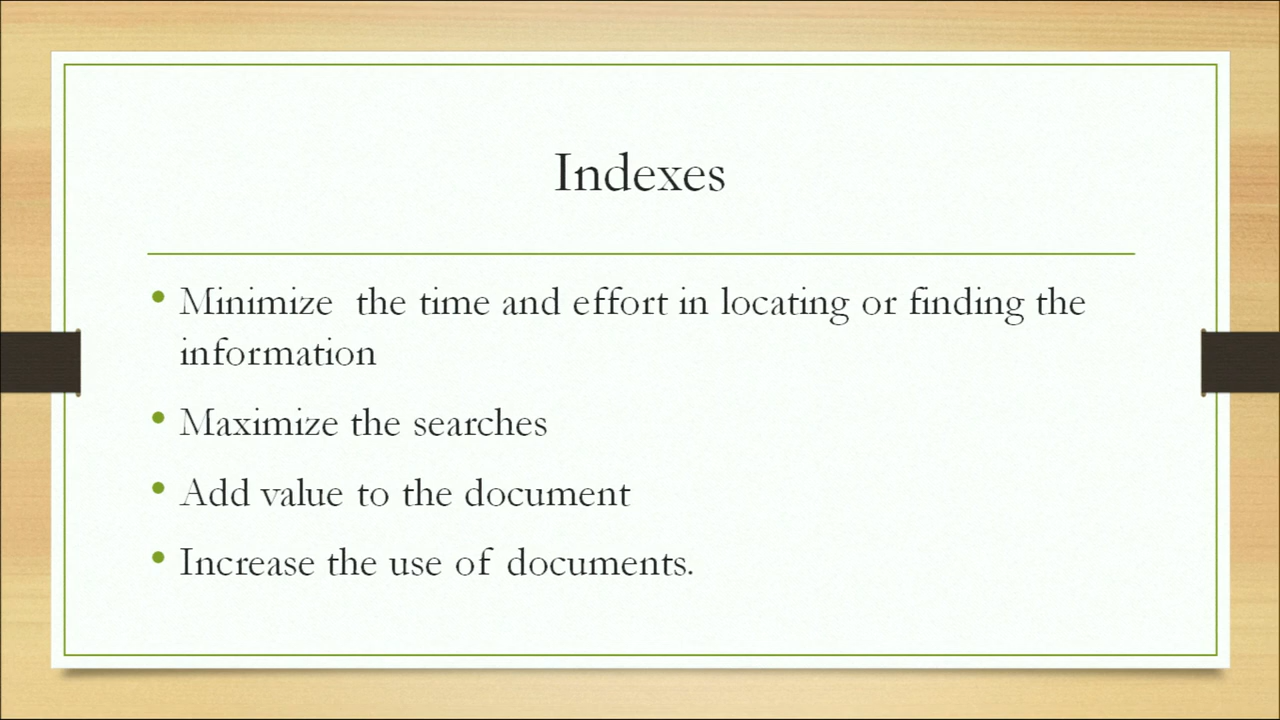 Indexes
• Minimize  the time and effort in locating or finding the
information
• Maximize the searches
• Add value to the document
• Increase the use of documents.